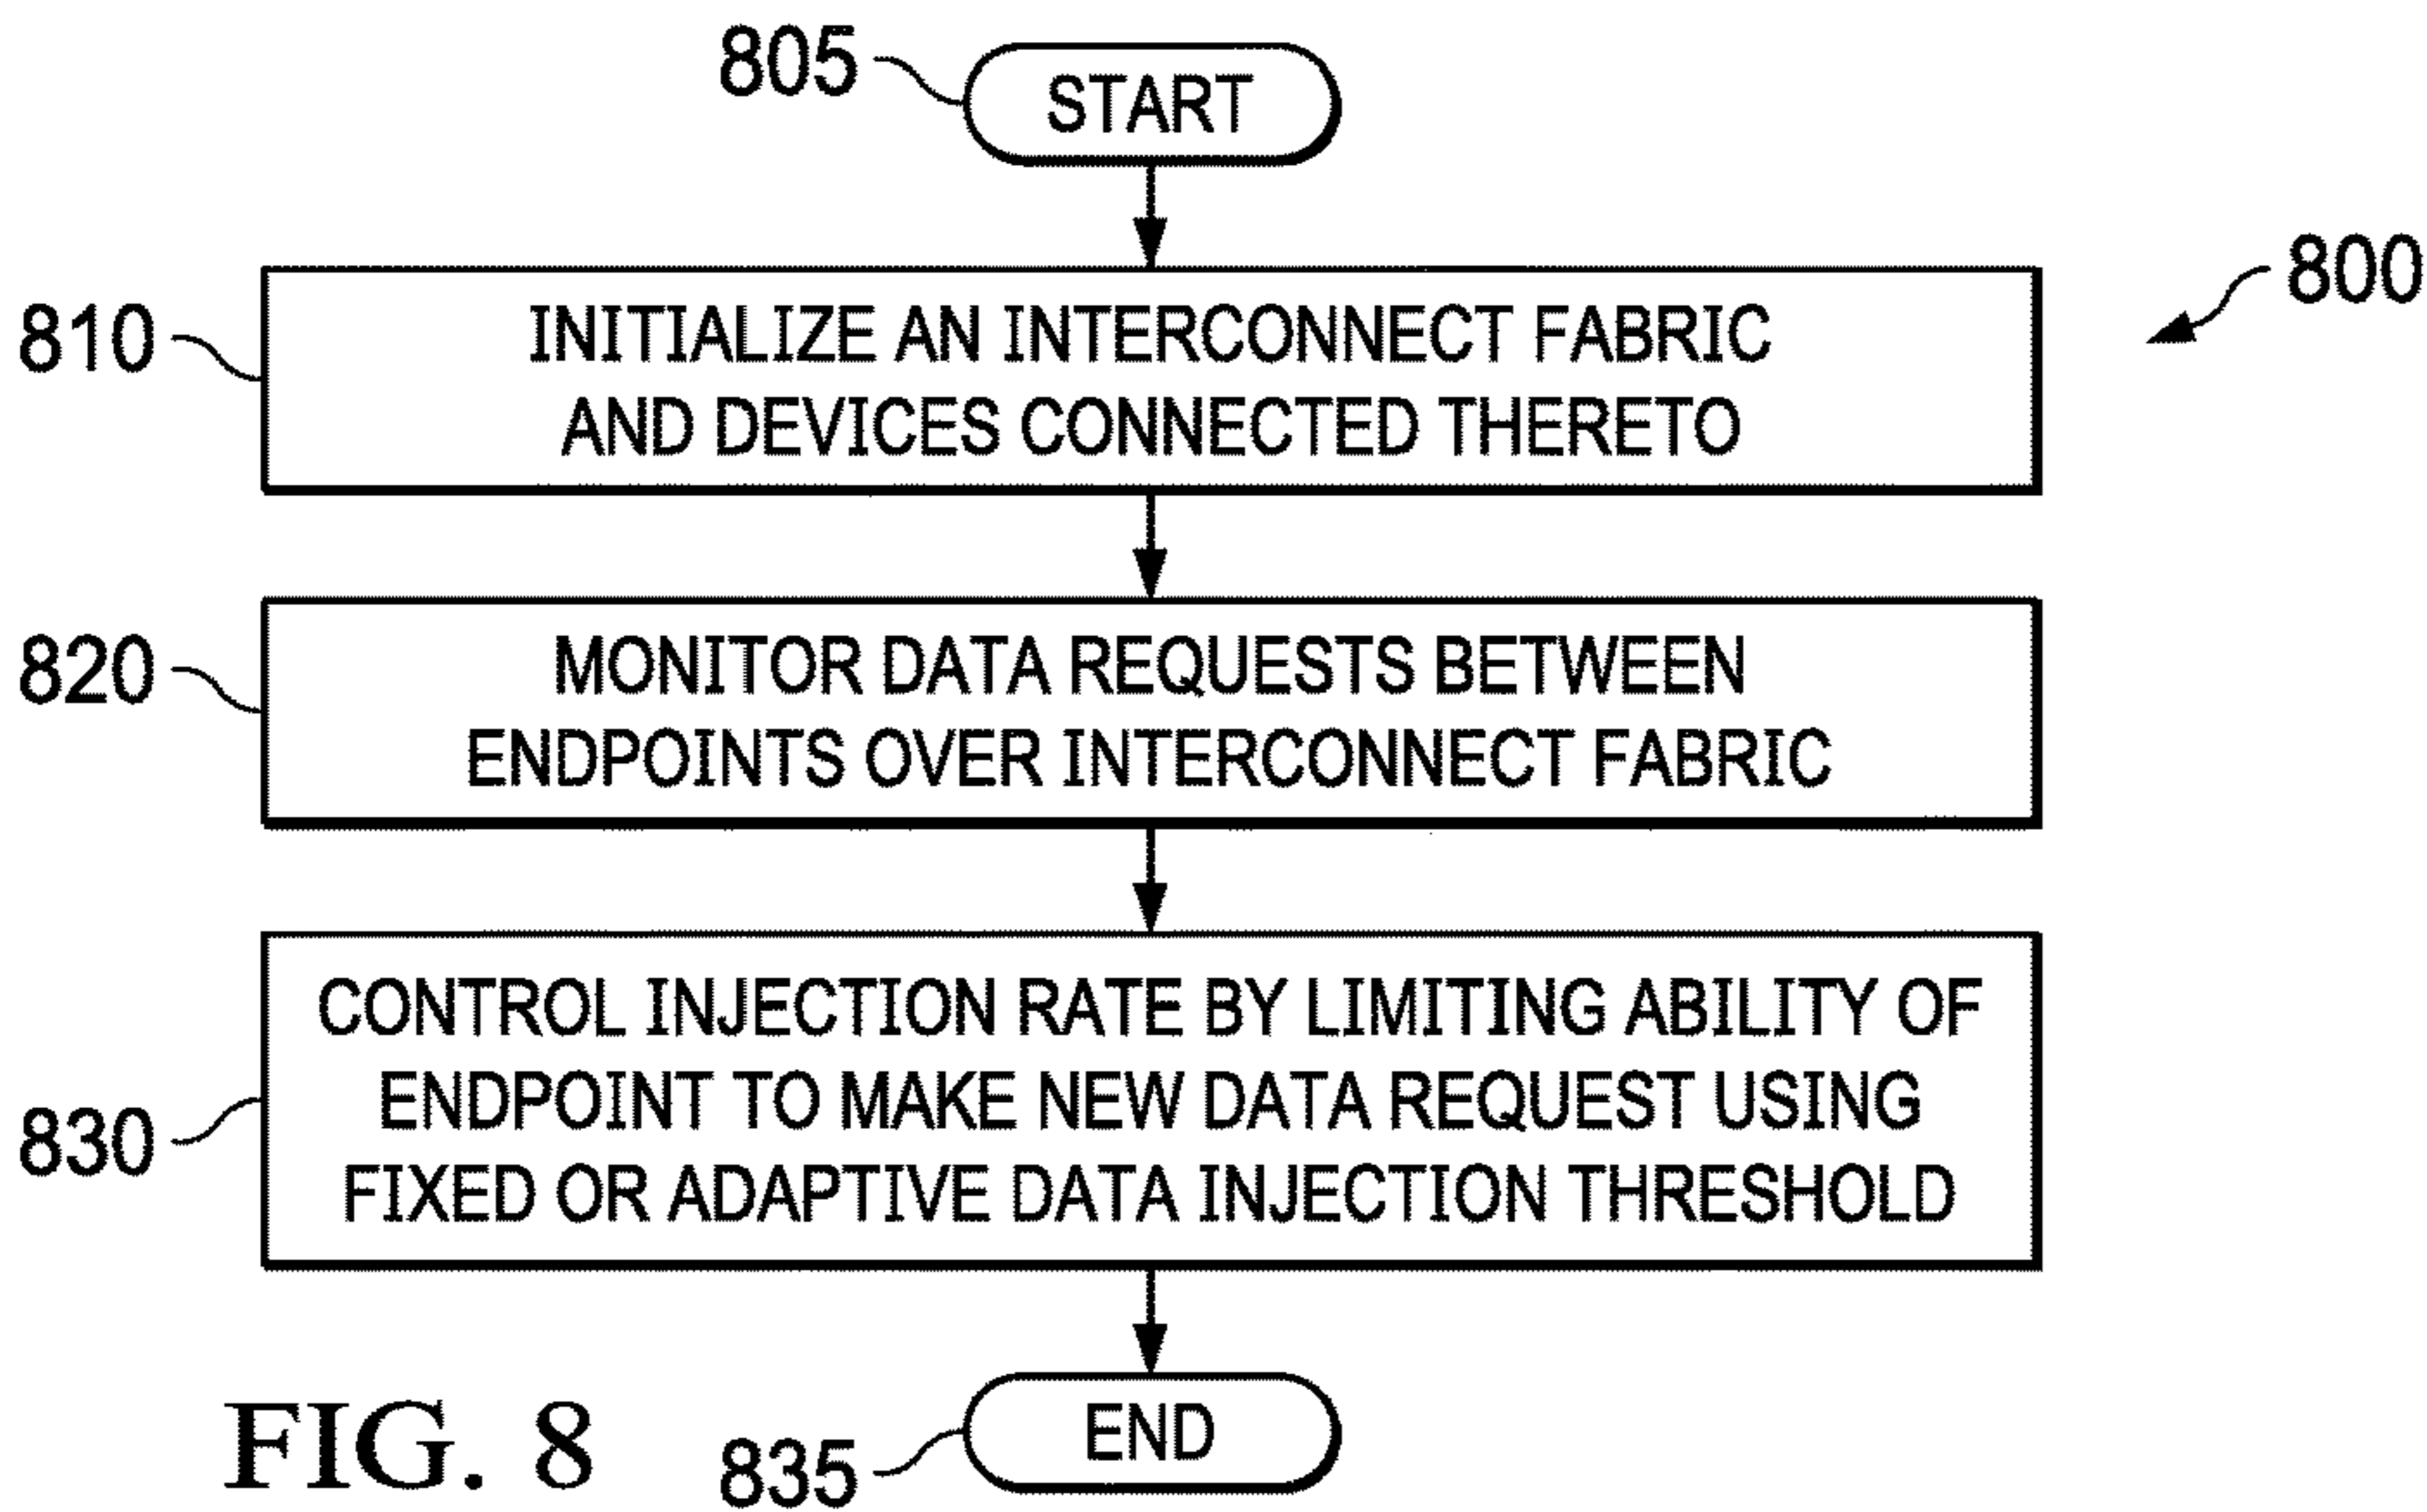 805
START
800
810
INITIALIZE AN INTERCONNECT FABRIC
AND DEVICES CONNECTED THERETO
820
MONITOR DATA REQUESTS BETWEEN
ENDPOINTS OVER INTERCONNECT FABRIC
830
CONTROL INJECTION RATE BY LIMITING ABILITY OF
ENDPOINT TO MAKE NEW DATA REQUEST USING
FIXED OR ADAPTIVE DATA INJECTION THRESHOLD
835
END
FIG. 8